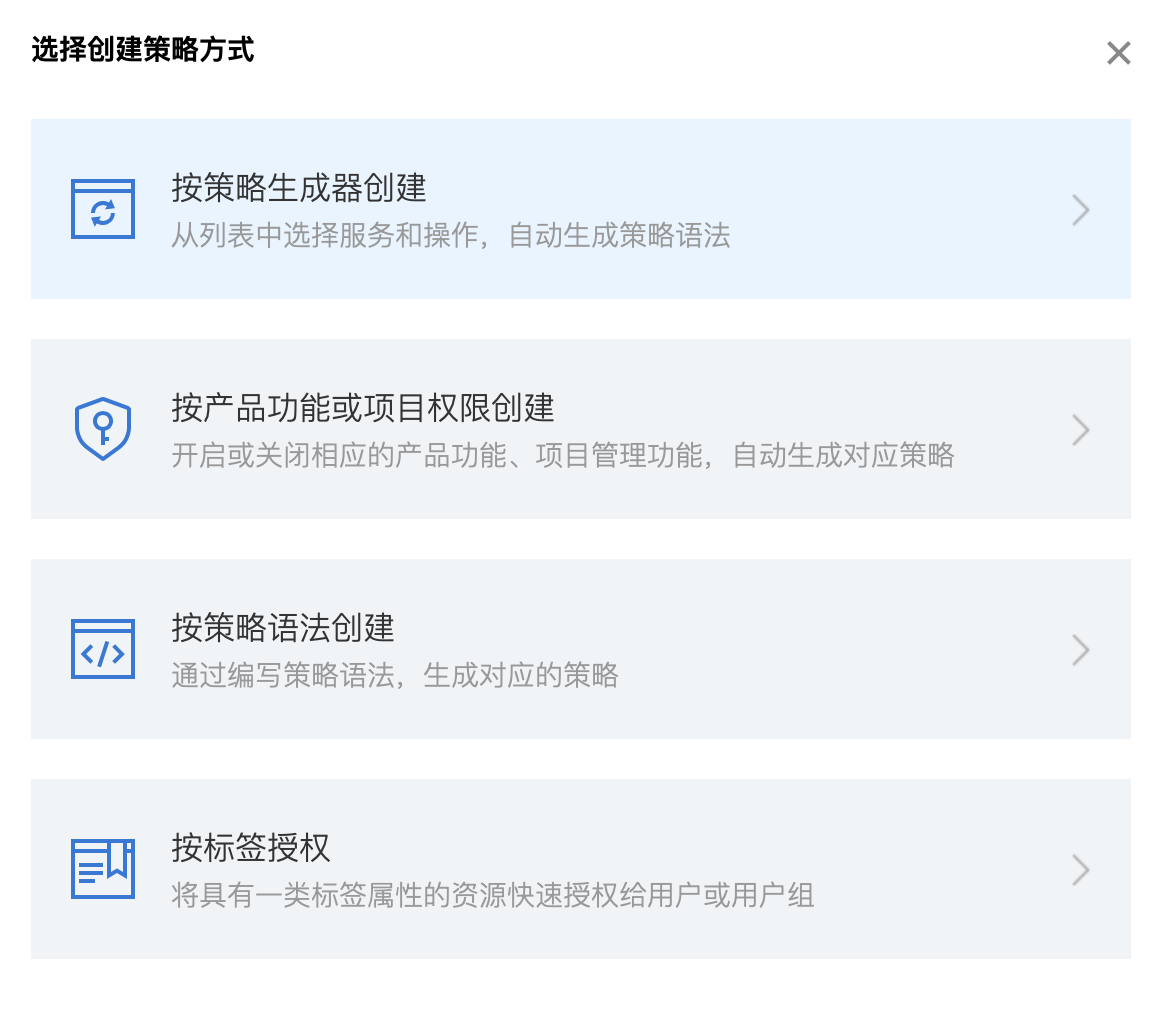 选择创建策略方式
按策略生成器创建
从列表中选择服务和操作，自动生成策略语法
按产品功能或项目权限创建
开启或关闭相应的产品功能、项目管理功能，自动生成对应策略
按策略语法创建
通过编写策略语法，生成对应的策略
按标签授权
将具有一类标签属性的资源快速授权给用户或用户组